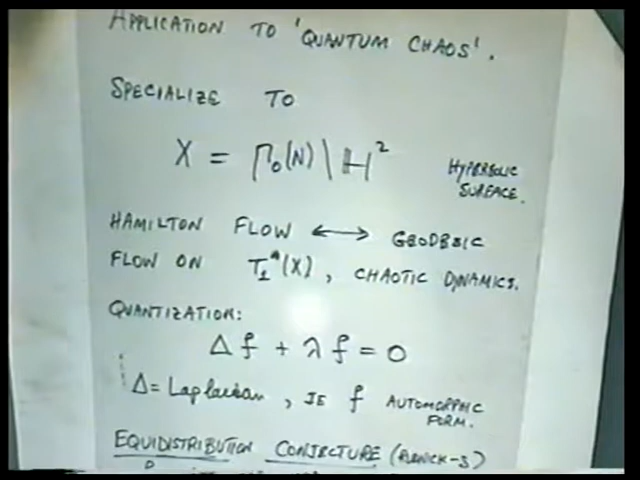 APPLICATION TO 'QUANTUM CHAOS'.
SPECIALIZE TO
X = Γ₀(N) \ H²
HYPERBOLIC
SURFACE.
HAMILTON FLOW ↔ GEODESIC
FLOW ON T₁*(X), CHAOTIC DYNAMICS.
QUANTIZATION:
Δf + λf = 0
Δ = Laplacian, IE f AUTOMORPHIC
FORM.
EQUIDISTRIBUTION CONJECTURE (RUDNICK-S)